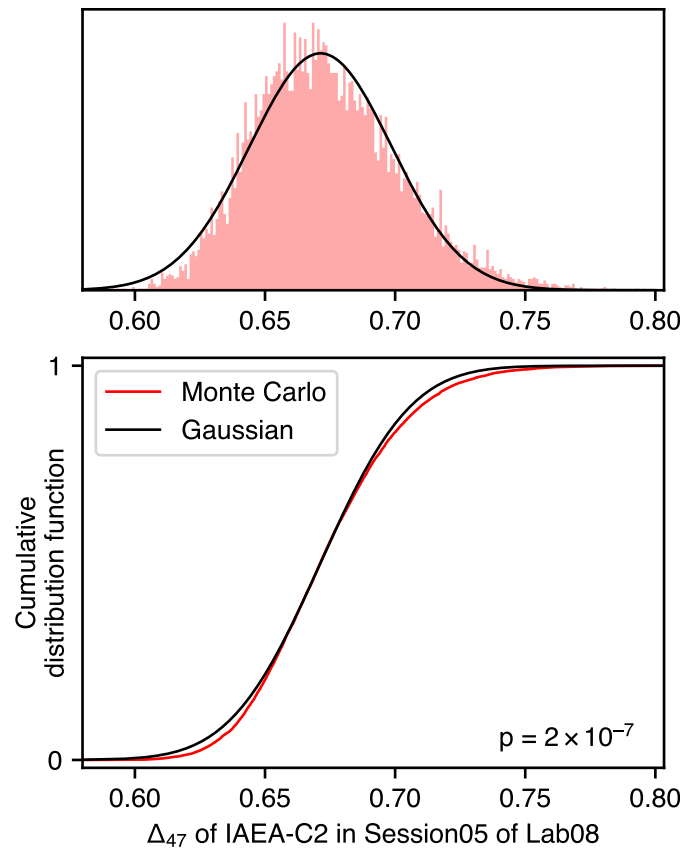 0.60 0.65 0.70 0.75 0.80
1
Monte Carlo
Gaussian
Cumulative
distribution function
p = 2 × 10⁻⁷
0
0.60 0.65 0.70 0.75 0.80
Δ₄₇ of IAEA-C2 in Session05 of Lab08